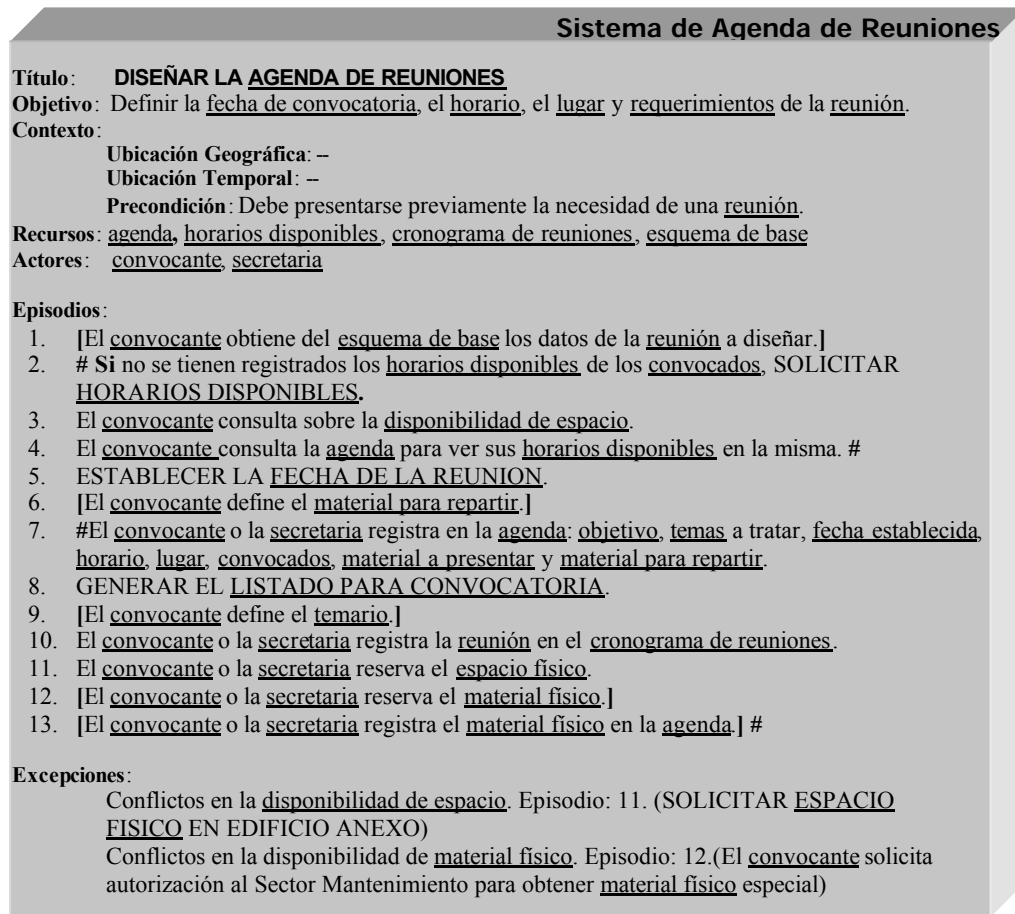 Sistema de Agenda de Reuniones
Título: DISEÑAR LA AGENDA DE REUNIONES
Objetivo: Definir la fecha de convocatoria, el horario, el lugar y requerimientos de la reunión.
Contexto:
Ubicación Geográfica: --
Ubicación Temporal: --
Precondición: Debe presentarse previamente la necesidad de una reunión.
Recursos: agenda, horarios disponibles, cronograma de reuniones, esquema de base
Actores: convocante, secretaria
Episodios:
1. [El convocante obtiene del esquema de base los datos de la reunión a diseñar.]
2. # Si no se tienen registrados los horarios disponibles de los convocados, SOLICITAR
HORARIOS DISPONIBLES.
3. El convocante consulta sobre la disponibilidad de espacio.
4. El convocante consulta la agenda para ver sus horarios disponibles en la misma. #
5. ESTABLECER LA FECHA DE LA REUNION.
6. [El convocante define el material para repartir.]
7. #El convocante o la secretaria registra en la agenda: objetivo, temas a tratar, fecha establecida,
horario, lugar, convocados, material a presentar y material para repartir.
8. GENERAR EL LISTADO PARA CONVOCATORIA.
9. [El convocante define el temario.]
10. El convocante o la secretaria registra la reunión en el cronograma de reuniones.
11. El convocante o la secretaria reserva el espacio físico.
12. [El convocante o la secretaria reserva el material físico.]
13. [El convocante o la secretaria registra el material físico en la agenda.] #
Excepciones:
Conflictos en la disponibilidad de espacio. Episodio: 11. (SOLICITAR ESPACIO
FISICO EN EDIFICIO ANEXO)
Conflictos en la disponibilidad de material físico. Episodio: 12.(El convocante solicita
autorización al Sector Mantenimiento para obtener material físico especial)